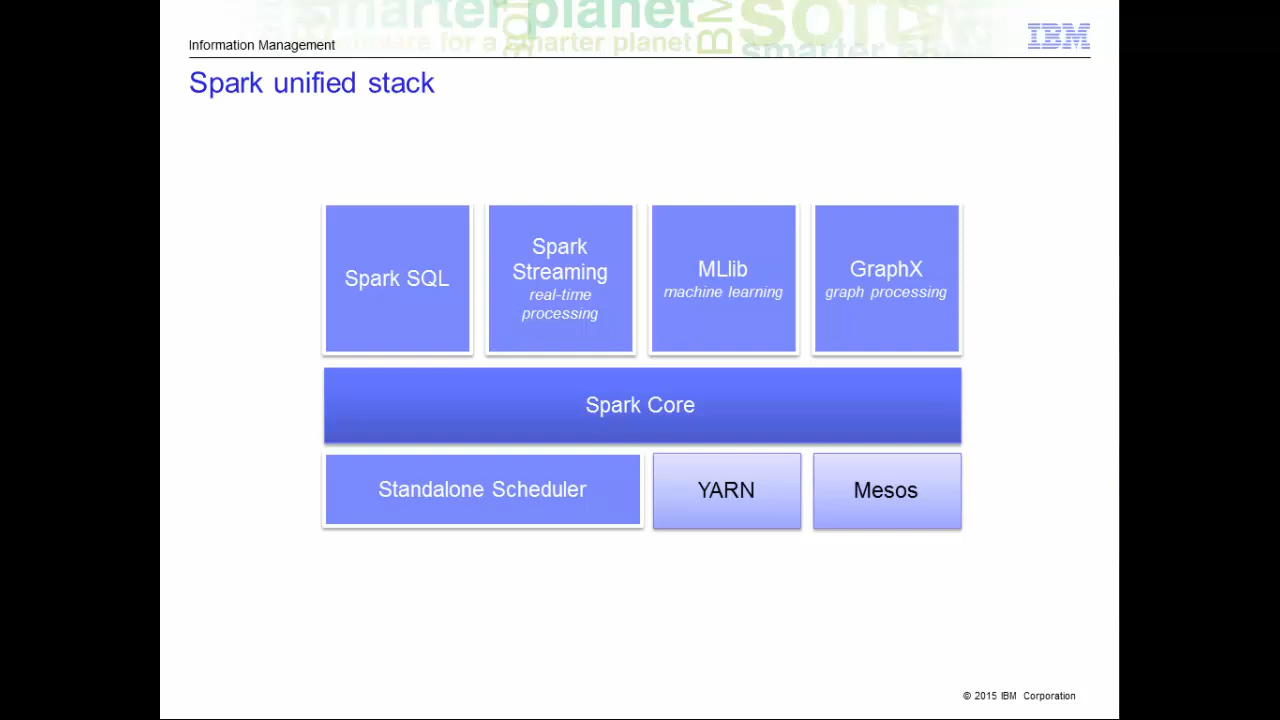 Information Management
IBM
Spark unified stack
Spark SQL
Spark
Streaming
real-time
processing
MLlib
machine learning
GraphX
graph processing
Spark Core
Standalone Scheduler
YARN
Mesos
© 2015 IBM Corporation